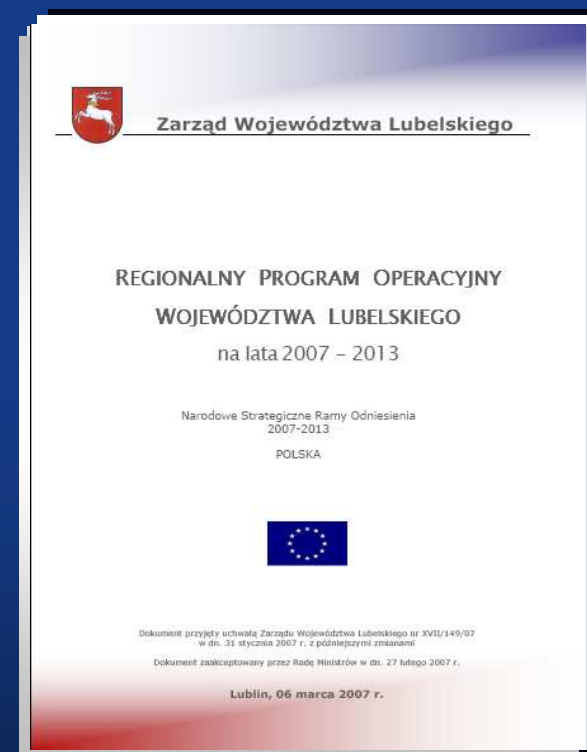 Zarząd Województwa Lubelskiego
REGIONALNY PROGRAM OPERACYJNY
WOJEWÓDZTWA LUBELSKIEGO
na lata 2007 – 2013
Narodowe Strategiczne Ramy Odniesienia
2007-2013
POLSKA
Dokument przyjęty uchwałą Zarządu Województwa Lubelskiego nr XVII/149/07
w dn. 31 stycznia 2007 r. z późniejszymi zmianami
Dokument zaakceptowany przez Radę Ministrów w dn. 27 lutego 2007 r.
Lublin, 06 marca 2007 r.